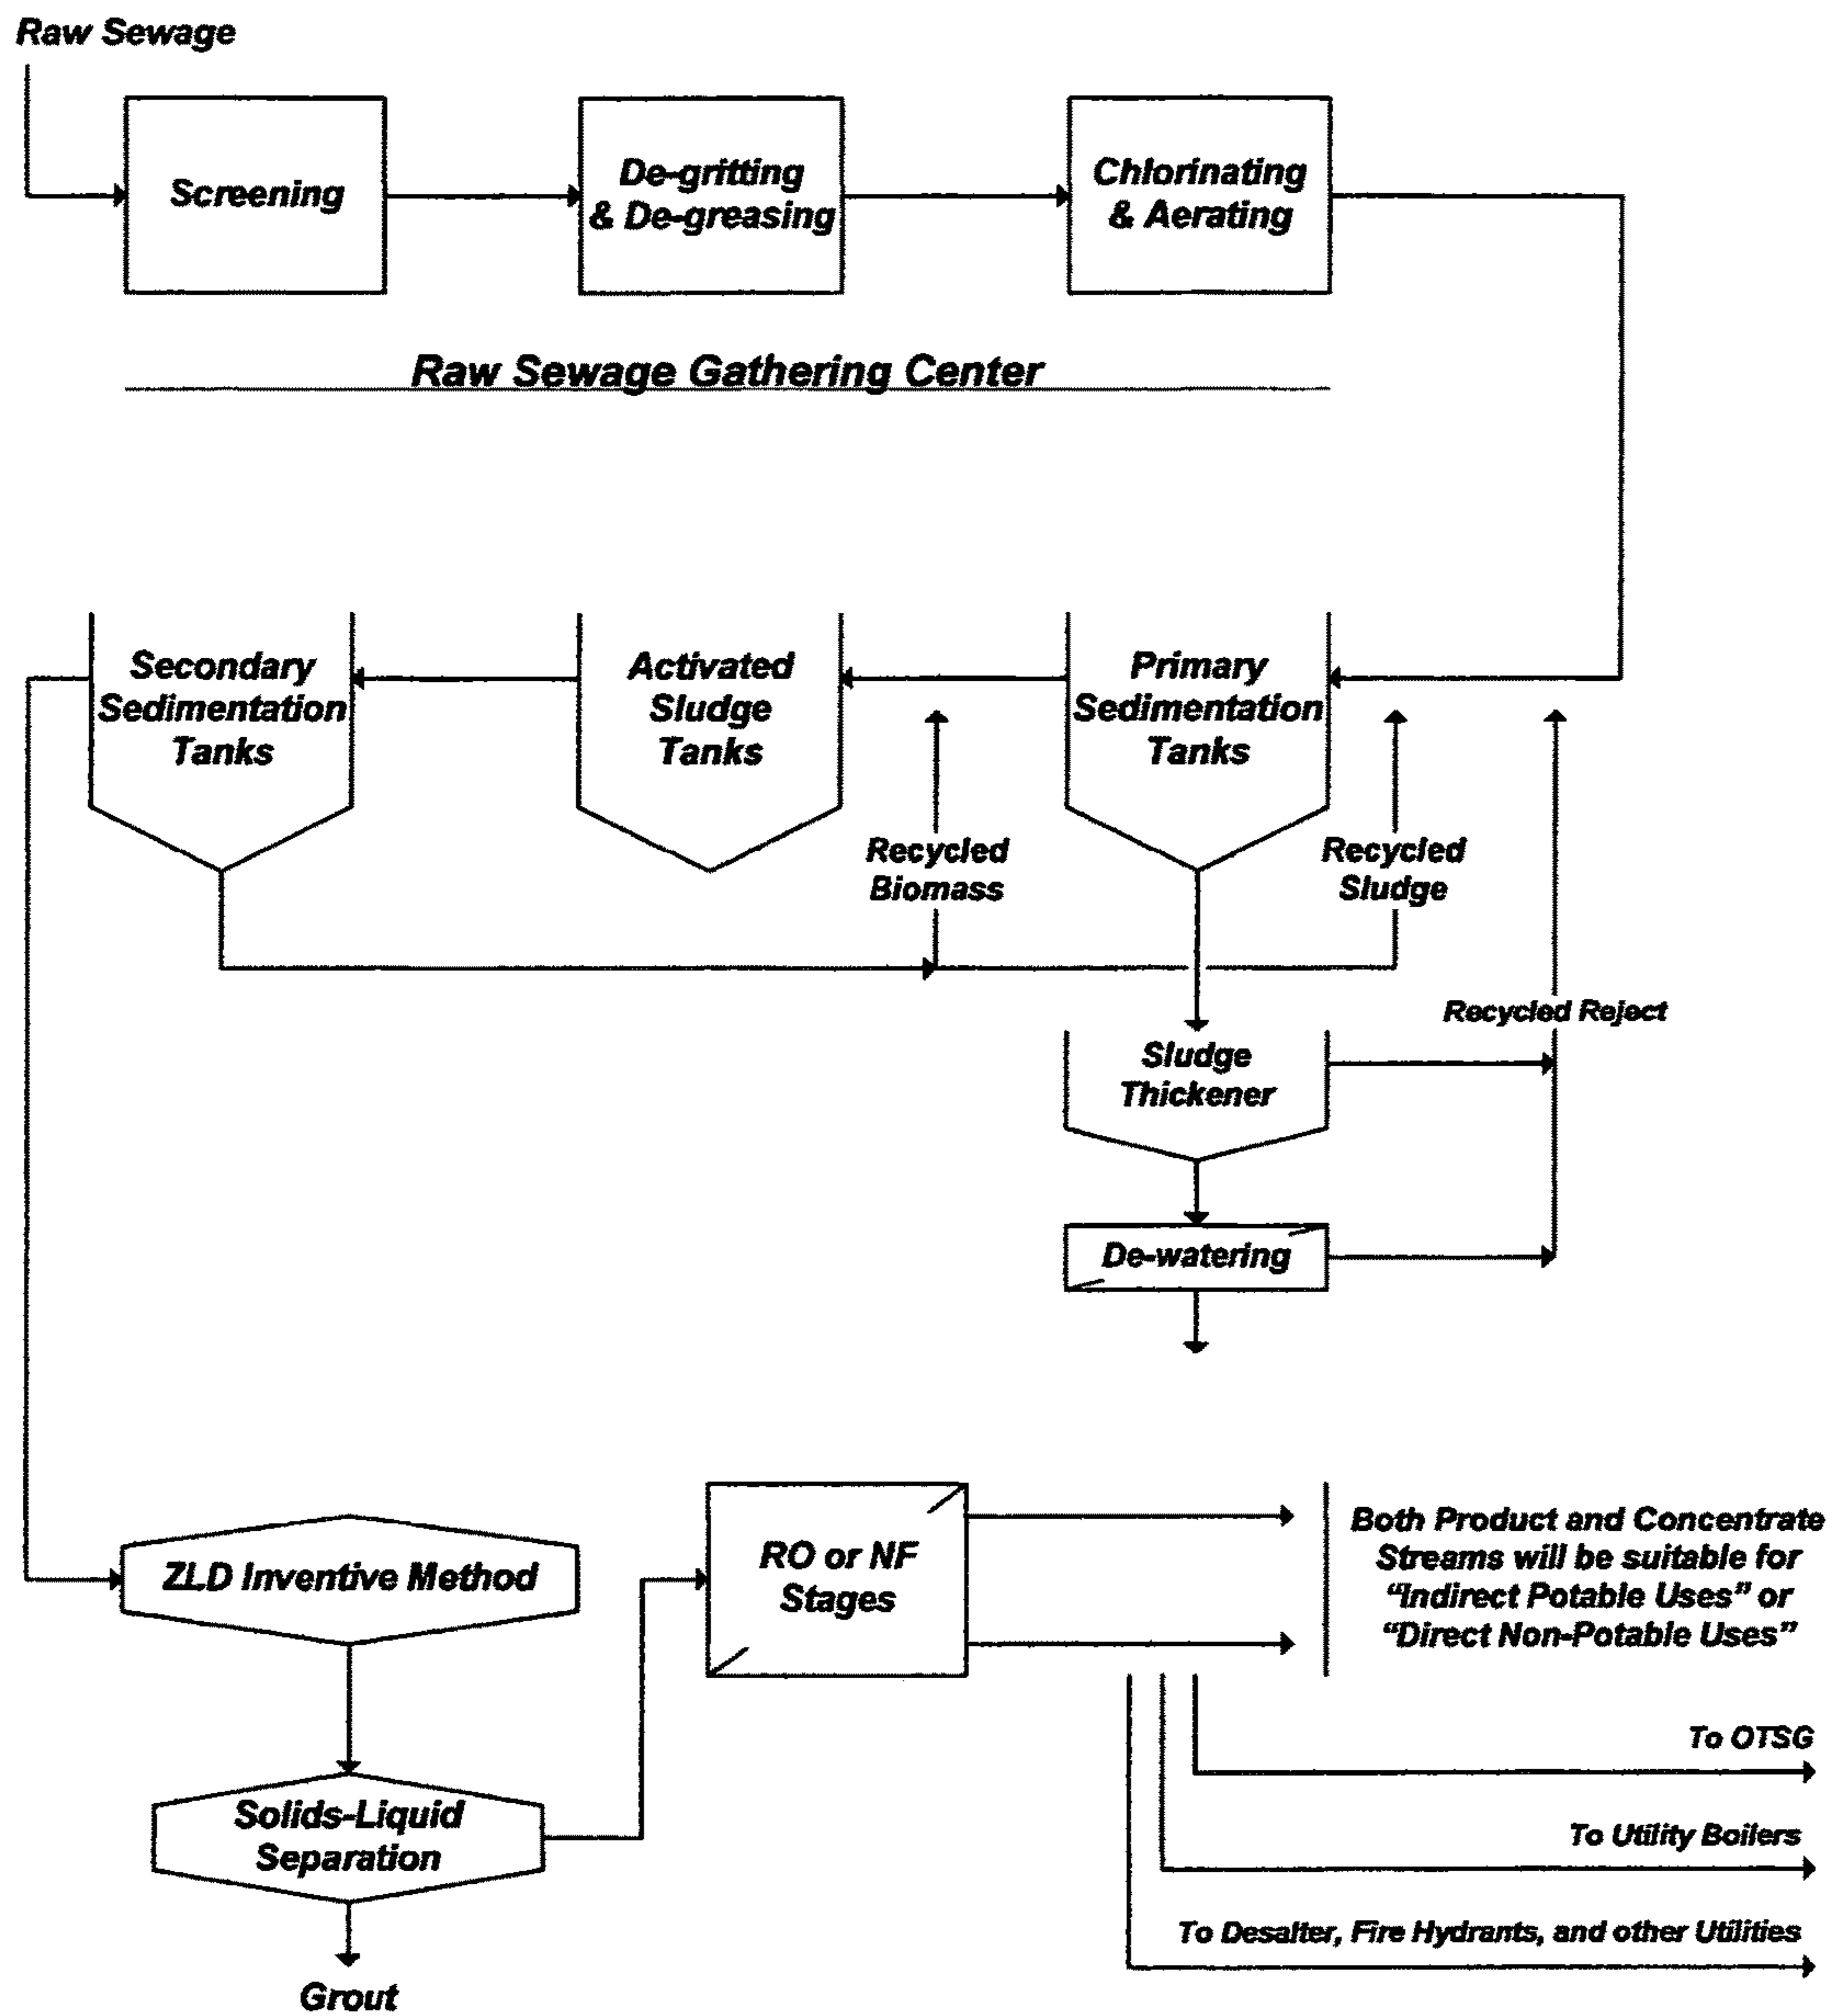 Raw Sewage
Screening
De-gritting
& De-greasing
Chlorinating
& Aerating
Raw Sewage Gathering Center
Secondary
Sedimentation
Tanks
Activated
Sludge
Tanks
Primary
Sedimentation
Tanks
Recycled
Biomass
Recycled
Sludge
Recycled Reject
Sludge
Thickener
De-watering
ZLD Inventive Method
RO or NF
Stages
Both Product and Concentrate
Streams will be suitable for
“Indirect Potable Uses” or
“Direct Non-Potable Uses”
To OTSG
Solids-Liquid
Separation
To Utility Boilers
To Desalter, Fire Hydrants, and other Utilities
Grout